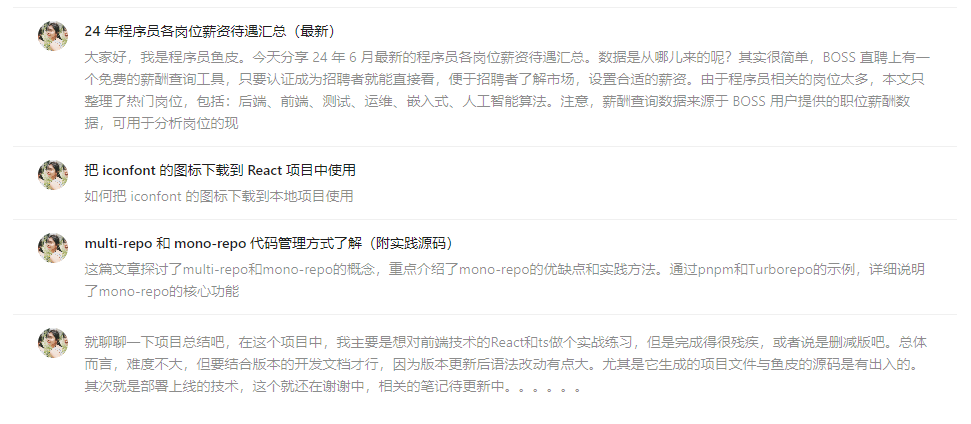 24 年程序员各岗位薪资待遇汇总（最新）
大家好，我是程序员鱼皮。今天分享 24 年 6 月最新的程序员各岗位薪资待遇汇总。数据是从哪儿来的呢？其实很简单，BOSS 直聘上有一
个免费的薪酬查询工具，只要认证成为招聘者就能直接看，便于招聘者了解市场，设置合适的薪资。由于程序员相关的岗位太多，本文只
整理了热门岗位，包括：后端、前端、测试、运维、嵌入式、人工智能算法。注意，薪酬查询数据来源于 BOSS 用户提供的职位薪酬数
据，可用于分析岗位的现
把 iconfont 的图标下载到 React 项目中使用
如何把 iconfont 的图标下载到本地项目使用
multi-repo 和 mono-repo 代码管理方式了解（附实践源码）
这篇文章探讨了multi-repo和mono-repo的概念，重点介绍了mono-repo的优缺点和实践方法。通过pnpm和Turborepo的示例，详细说明
了mono-repo的核心功能
就聊聊一下项目总结吧，在这个项目中，我主要是想对前端技术的React和ts做个实战练习，但是完成得很残疾，或者说是删减版吧。总体
而言，难度不大，但要结合版本的开发文档才行，因为版本更新后语法改动有点大。尤其是它生成的项目文件与鱼皮的源码是有出入的。
其次就是部署上线的技术，这个就还在谢谢中，相关的笔记待更新中。。。。。。